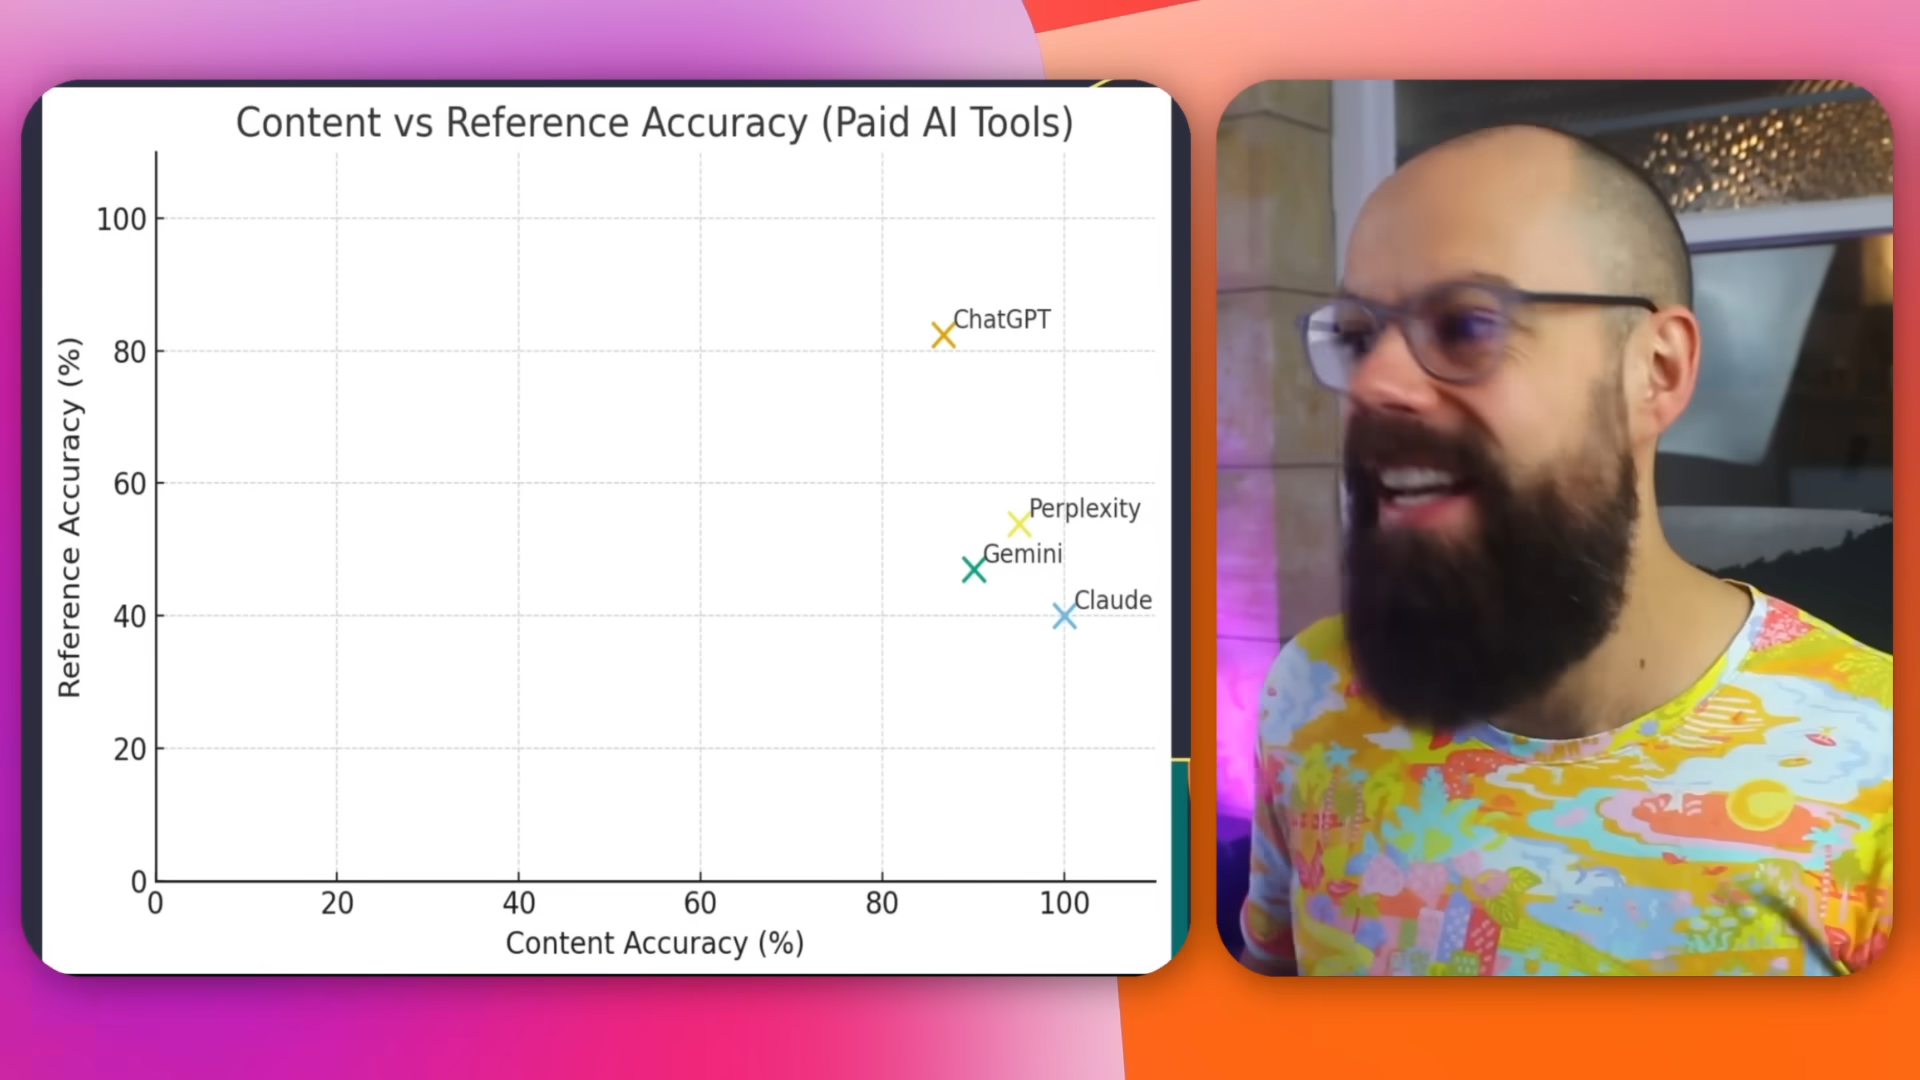 Content vs Reference Accuracy (Paid AI Tools)
Reference Accuracy (%)
100
80
60
40
20
0
ChatGPT
Perplexity
Gemini
Claude
0 20 40 60 80 100
Content Accuracy (%)